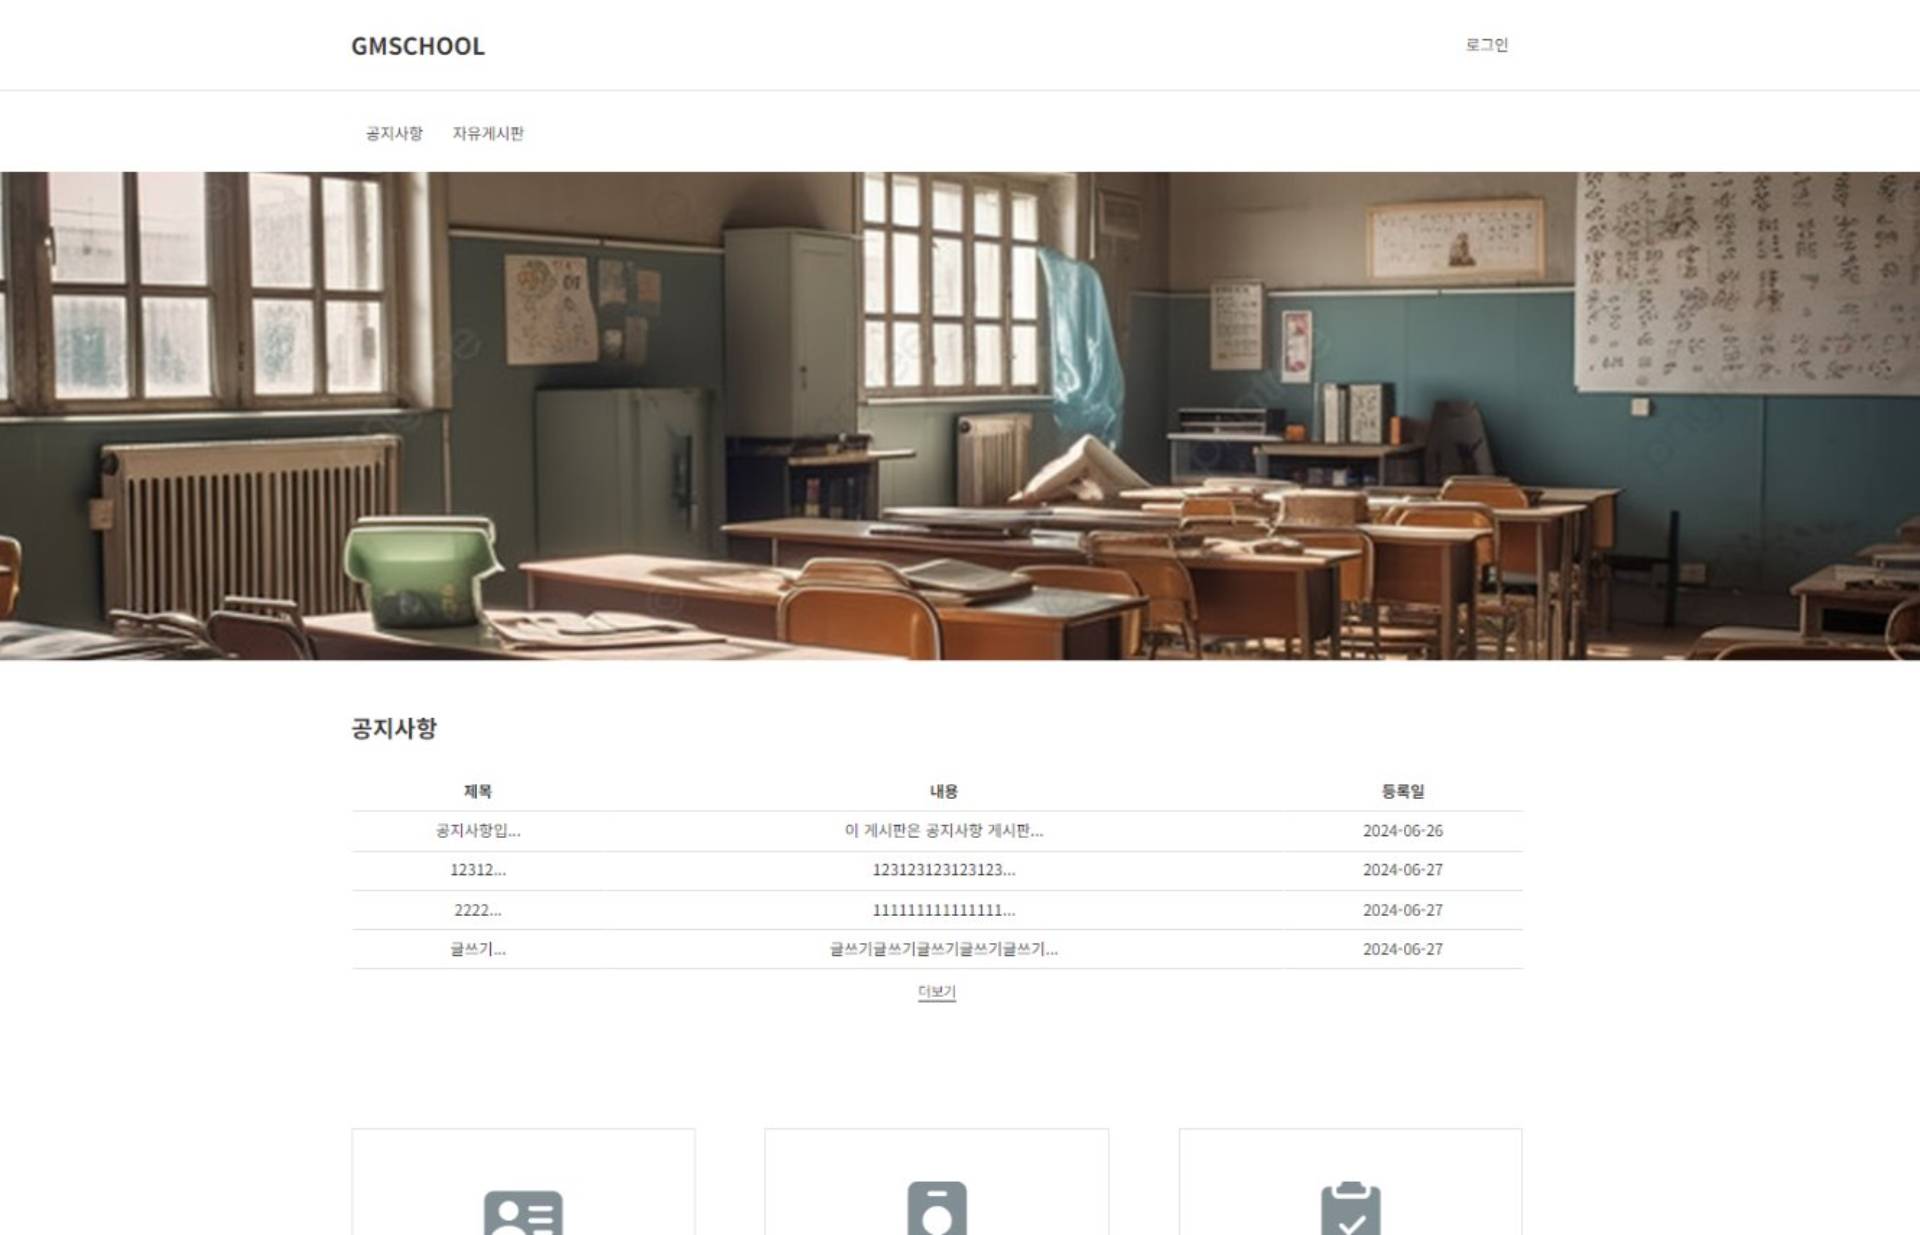 GMSCHOOL
로그인
공지사항 자유게시판
공지사항
제목 내용 등록일
공지사항입... 이 게시판은 공지사항 게시판... 2024-06-26
12312... 123123123123123... 2024-06-27
2222... 111111111111111... 2024-06-27
글쓰기... 글쓰기글쓰기글쓰기글쓰기글쓰기... 2024-06-27
더보기